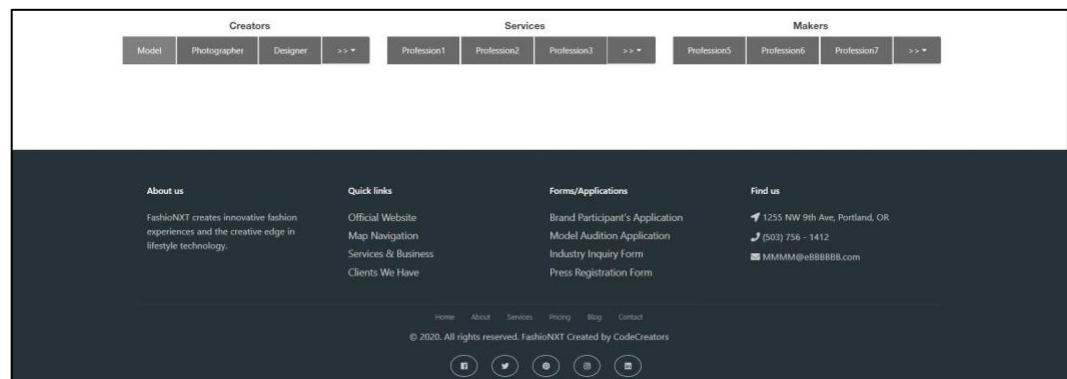 Creators
Services
Makers
Model Photographer Designer >>
Profession1 Profession2 Profession3 >>
Profession5 Profession6 Profession7 >>
About us
FashioNXT creates innovative fashion
experiences and the creative edge in
lifestyle technology.
Quick links
Official Website
Map Navigation
Services & Business
Clients We Have
Forms/Applications
Brand Participant's Application
Model Audition Application
Industry Inquiry Form
Press Registration Form
Find us
1255 NW 9th Ave, Portland, OR
(503) 756 - 1412
MMMM@eBBBBBB.com
Home About Services Pricing Blog Contact
© 2020. All rights reserved. FashioNXT Created by CodeCreators